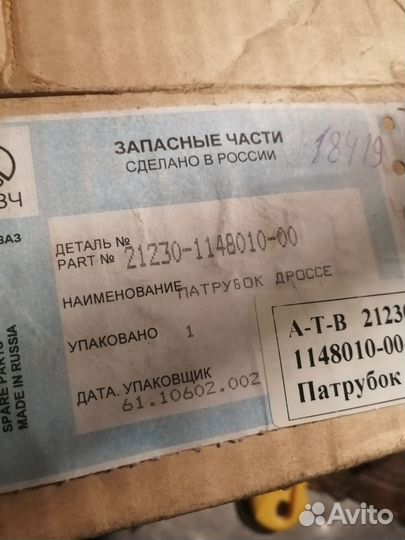 ЗАПАСНЫЕ ЧАСТИ
СДЕЛАНО В РОССИИ
18419
ЗЧ
ВАЗ
ДЕТАЛЬ №
PART № 21230-1148010-00
НАИМЕНОВАНИЕ ПАТРУБОК ДРОССЕ
УПАКОВАНО 1
ДАТА. УПАКОВЩИК
61.10602.002
SPARE PARTS
MADE IN RUSSIA
А-Т-В 21230
1148010-00
Патрубок
Avito